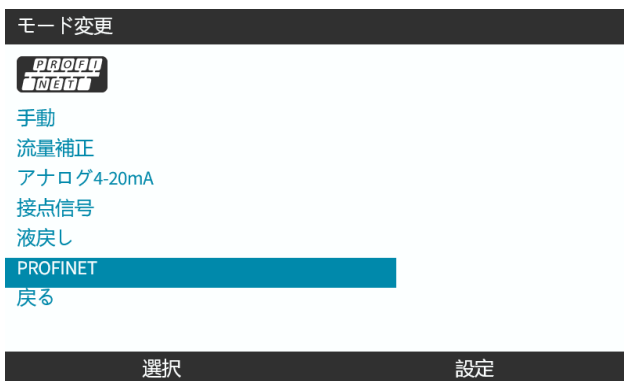 モード変更
PROFI
NET
手動
流量補正
アナログ4-20mA
接点信号
液戻し
PROFINET
戻る
選択 設定